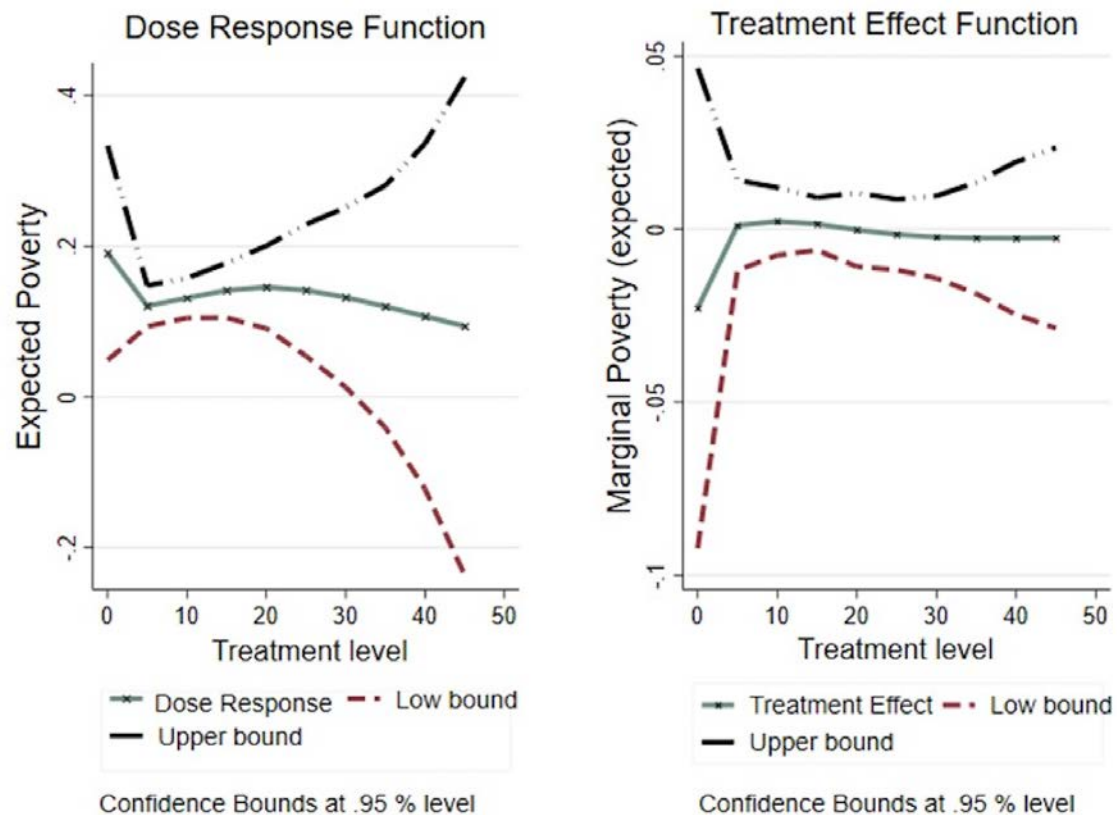 Dose Response Function
Expected Poverty
.4
.2
0
-.2
0 10 20 30 40 50
Treatment level
Dose Response Low bound
Upper bound
Confidence Bounds at .95 % level
Treatment Effect Function
Marginal Poverty (expected)
.05
0
-.05
-.1
0 10 20 30 40 50
Treatment level
Treatment Effect Low bound
Upper bound
Confidence Bounds at .95 % level